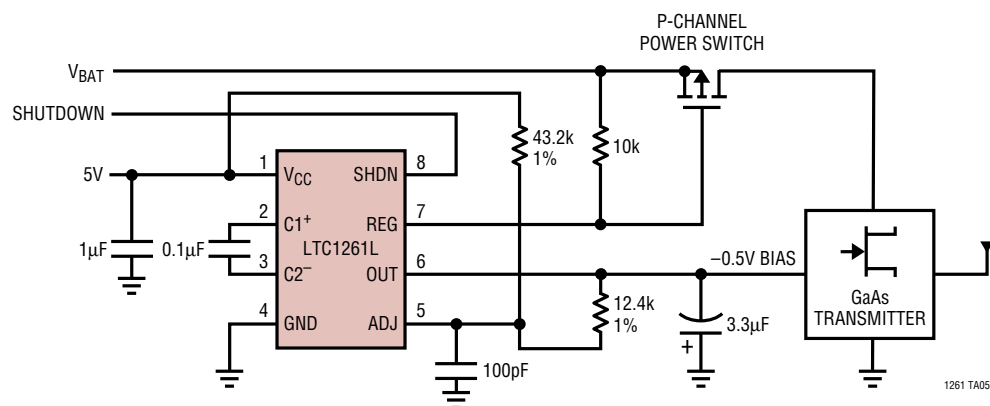 P-CHANNEL
POWER SWITCH
VBAT
SHUTDOWN
43.2k
1%
10k
5V
1
VCC
SHDN
8
2
C1+
REG
7
1µF
0.1µF
LTC1261L
3
C2–
OUT
6
–0.5V BIAS
4
GND
ADJ
5
12.4k
1%
3.3µF
+
GaAs
TRANSMITTER
100pF
1261 TA05